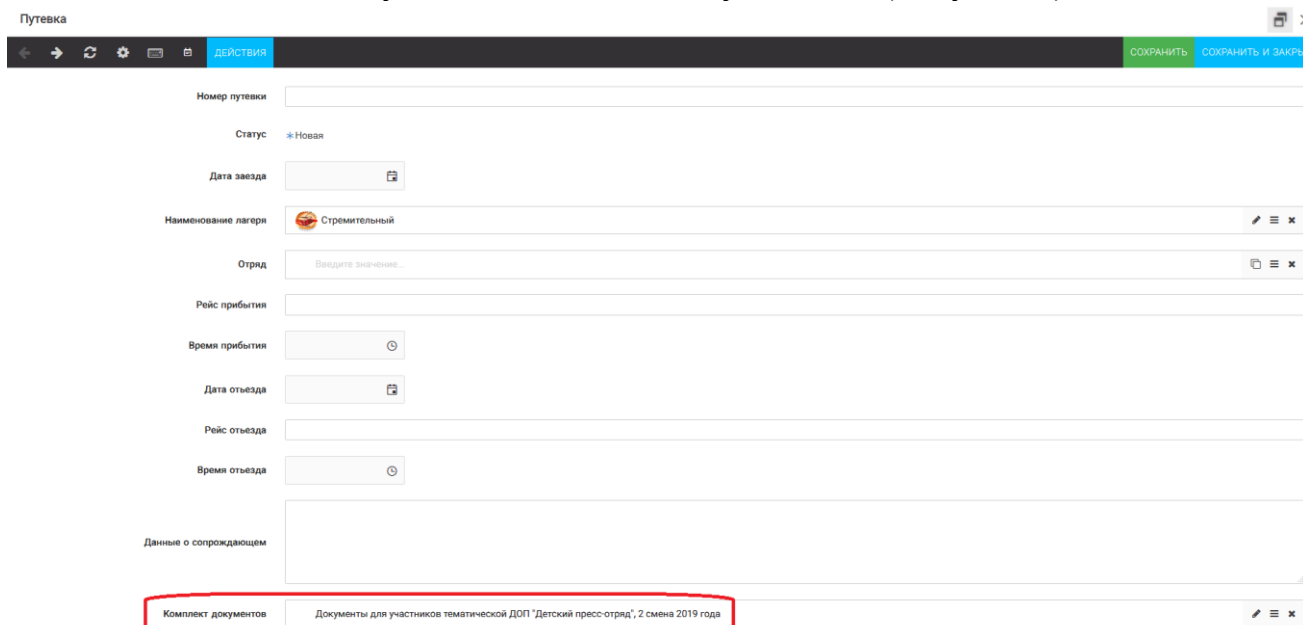 Путевка
ДЕЙСТВИЯ СОХРАНИТЬ СОХРАНИТЬ И ЗАКРЫ
Номер путевки
Статус Новая
Дата заезда
Наименование лагеря Стремительный
Отряд Введите значение...
Рейс прибытия
Время прибытия
Дата отъезда
Рейс отъезда
Время отъезда
Данные о сопрождающем
Комплект документов Документы для участников тематической ДОП "Детский пресс-отряд", 2 смена 2019 года